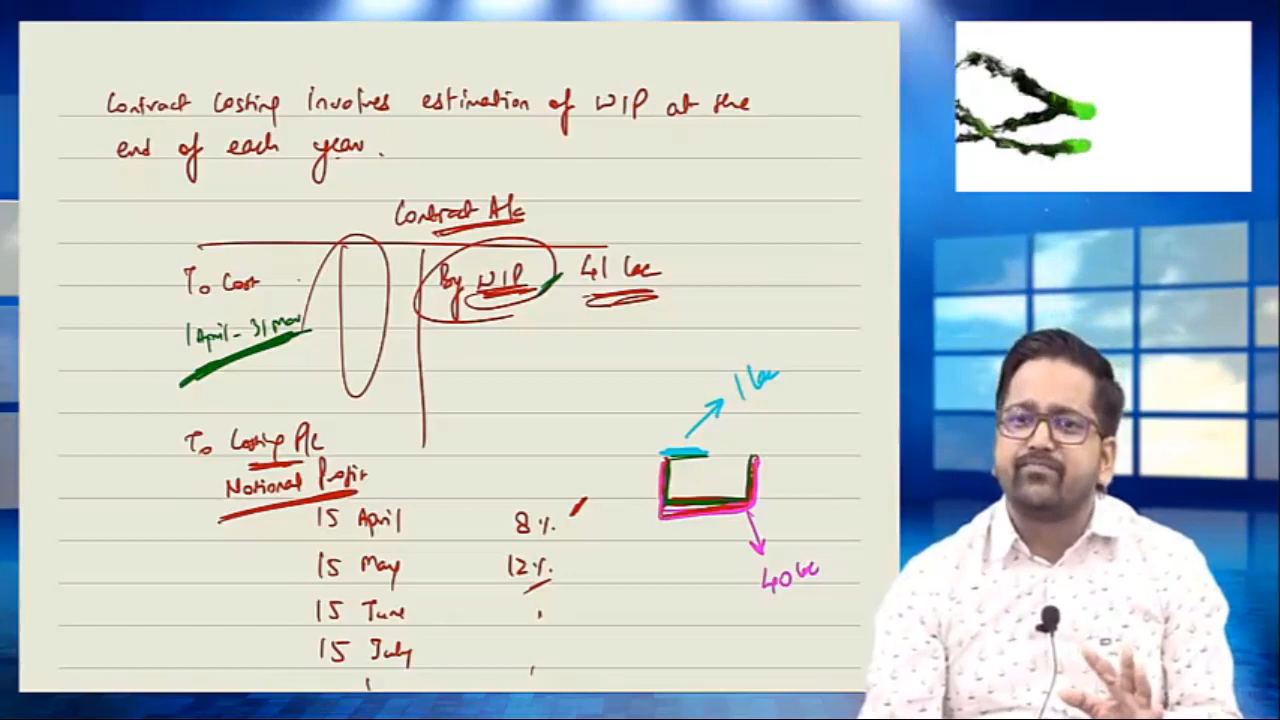 Contract Costing involves estimation of WIP at the
end of each year.
Contract A/c
To Cost
By WIP 41 lac
1 April - 31 Mar
1 lac
To Costing P/L
Notional Profit
15 April 8%.
15 May 12%.
40 lac
15 June
15 July